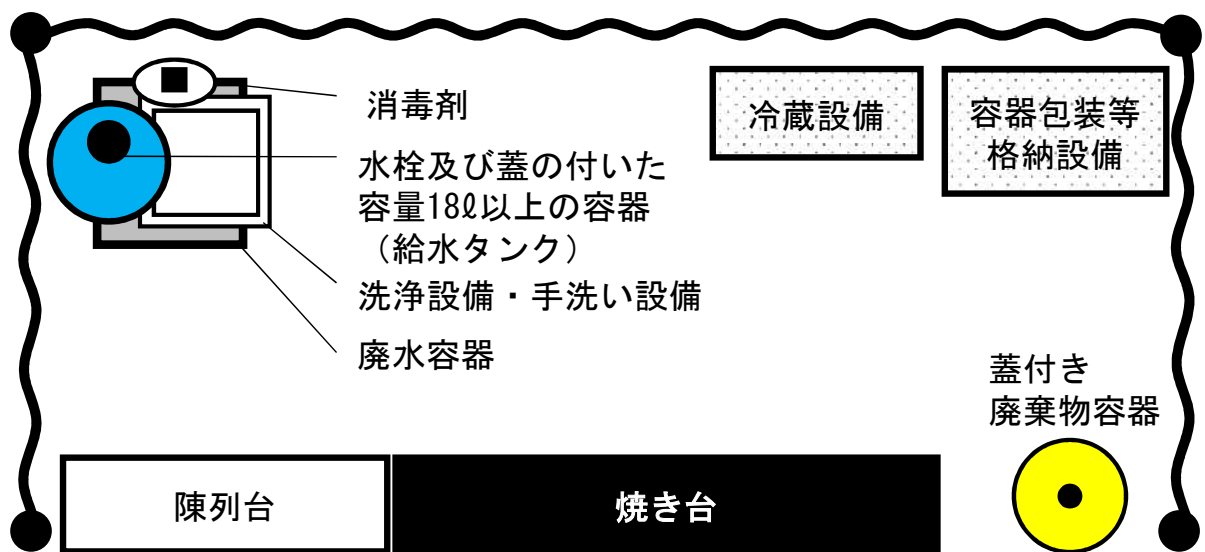 消毒剤
水栓及び蓋の付いた
容量18ℓ以上の容器
（給水タンク）
洗浄設備・手洗い設備
廃水容器
冷蔵設備
容器包装等
格納設備
蓋付き
廃棄物容器
陳列台
焼き台